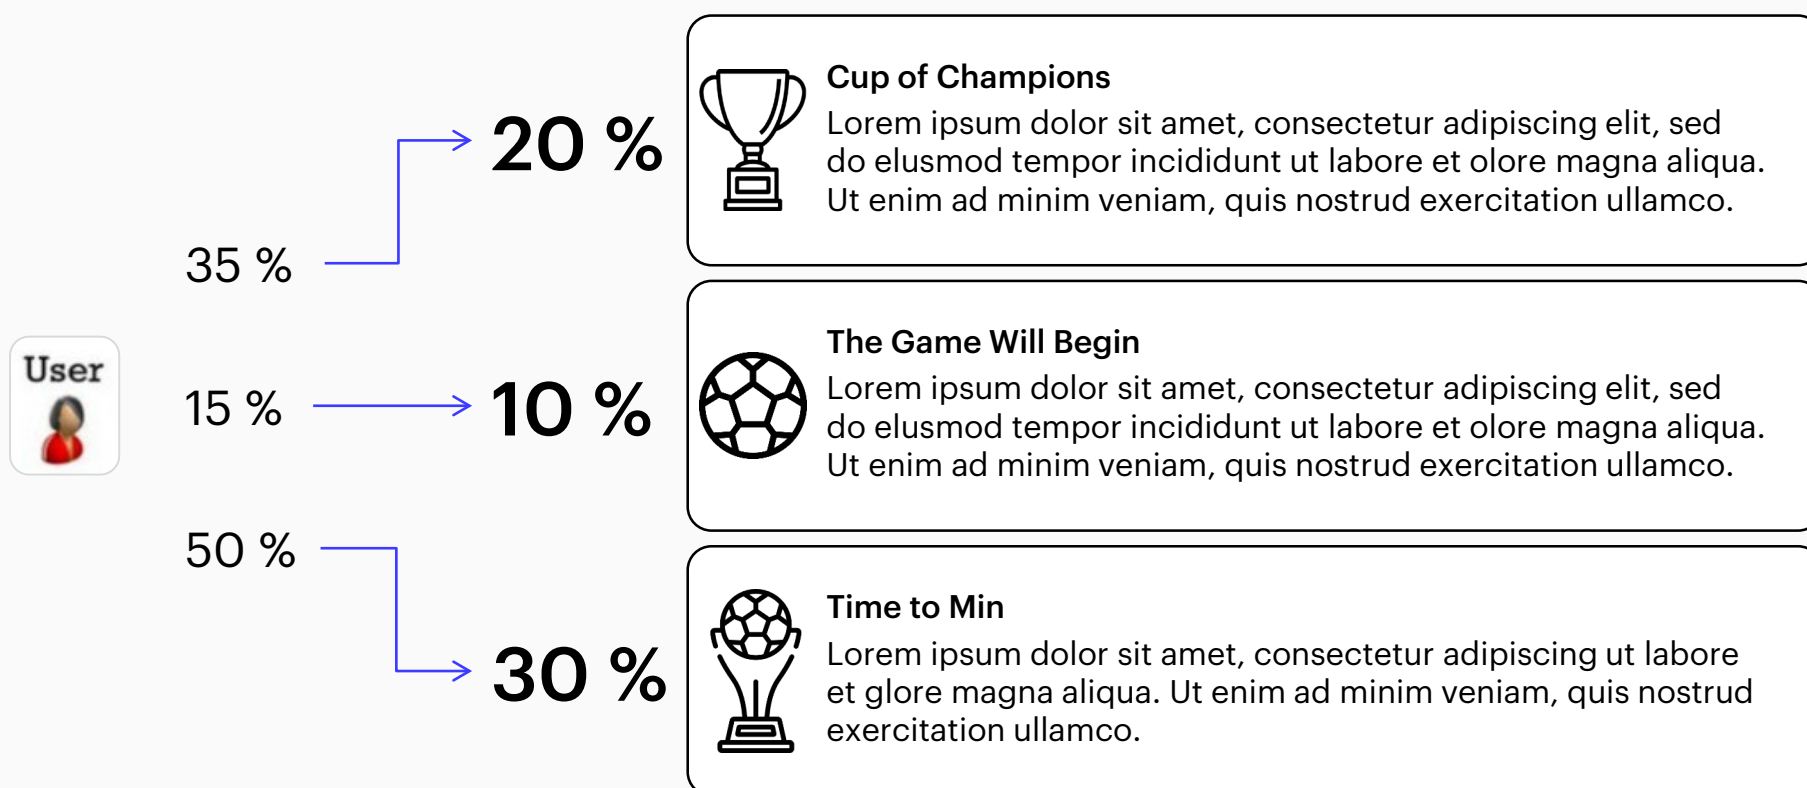 User
35 %
15 %
50 %
20 %
10 %
30 %
Cup of Champions
Lorem ipsum dolor sit amet, consectetur adipiscing elit, sed
do elusmod tempor incididunt ut labore et olore magna aliqua.
Ut enim ad minim veniam, quis nostrud exercitation ullamco.
The Game Will Begin
Lorem ipsum dolor sit amet, consectetur adipiscing elit, sed
do elusmod tempor incididunt ut labore et olore magna aliqua.
Ut enim ad minim veniam, quis nostrud exercitation ullamco.
Time to Min
Lorem ipsum dolor sit amet, consectetur adipiscing ut labore
et glore magna aliqua. Ut enim ad minim veniam, quis nostrud
exercitation ullamco.